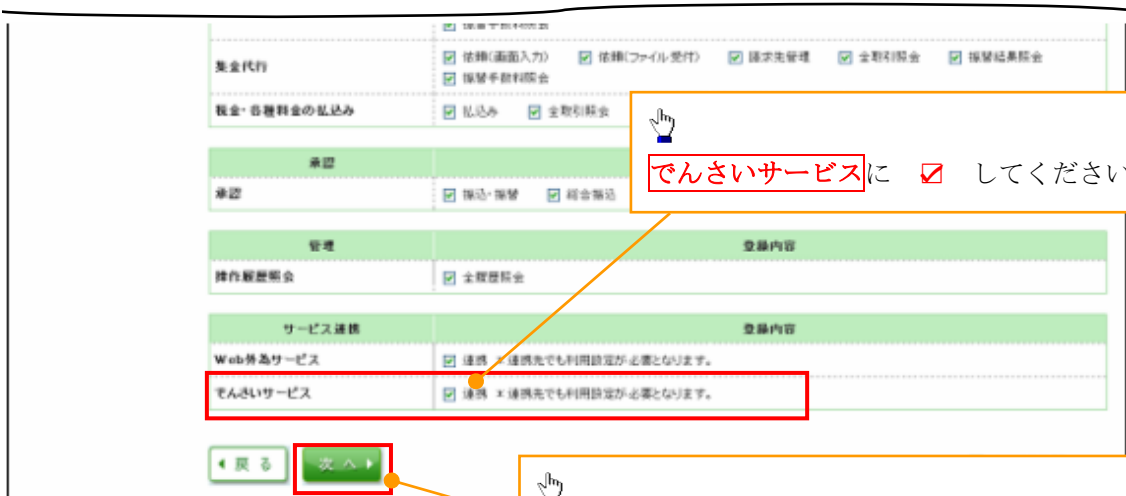 振替手数料照会
集金代行
依頼(画面入力) 依頼(ファイル受付) 請求先管理 全取引照会 振替結果照会
振替手数料照会
税金・各種料金の払込み 払込み 全取引照会
でんさいサービスに ☑ してください
承認
承認 振込・振替 総合振込
管理 登録内容
操作履歴照会 全履歴照会
サービス連携 登録内容
Web外為サービス 連携 ※連携先でも利用設定が必要となります。
でんさいサービス 連携 ※連携先でも利用設定が必要となります。
戻る 次へ